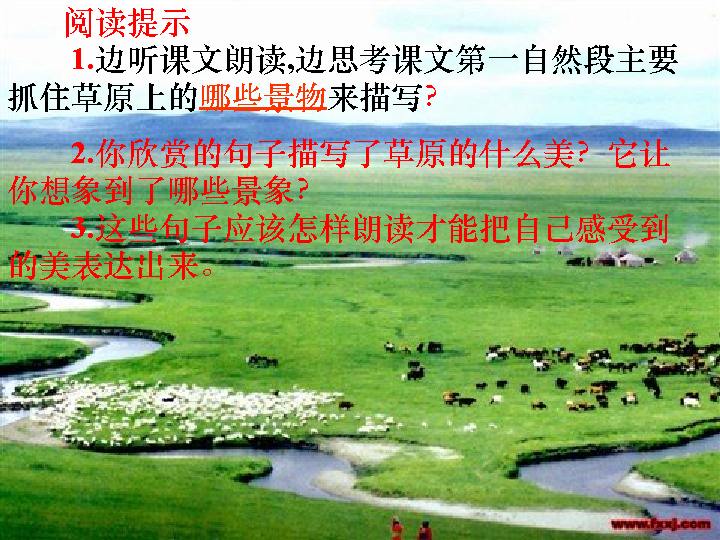 阅读提示
1.边听课文朗读,边思考课文第一自然段主要
抓住草原上的哪些景物来描写?
2.你欣赏的句子描写了草原的什么美？它让
你想象到了哪些景象?
3.这些句子应该怎样朗读才能把自己感受到
的美表达出来。
www.fxxj.com